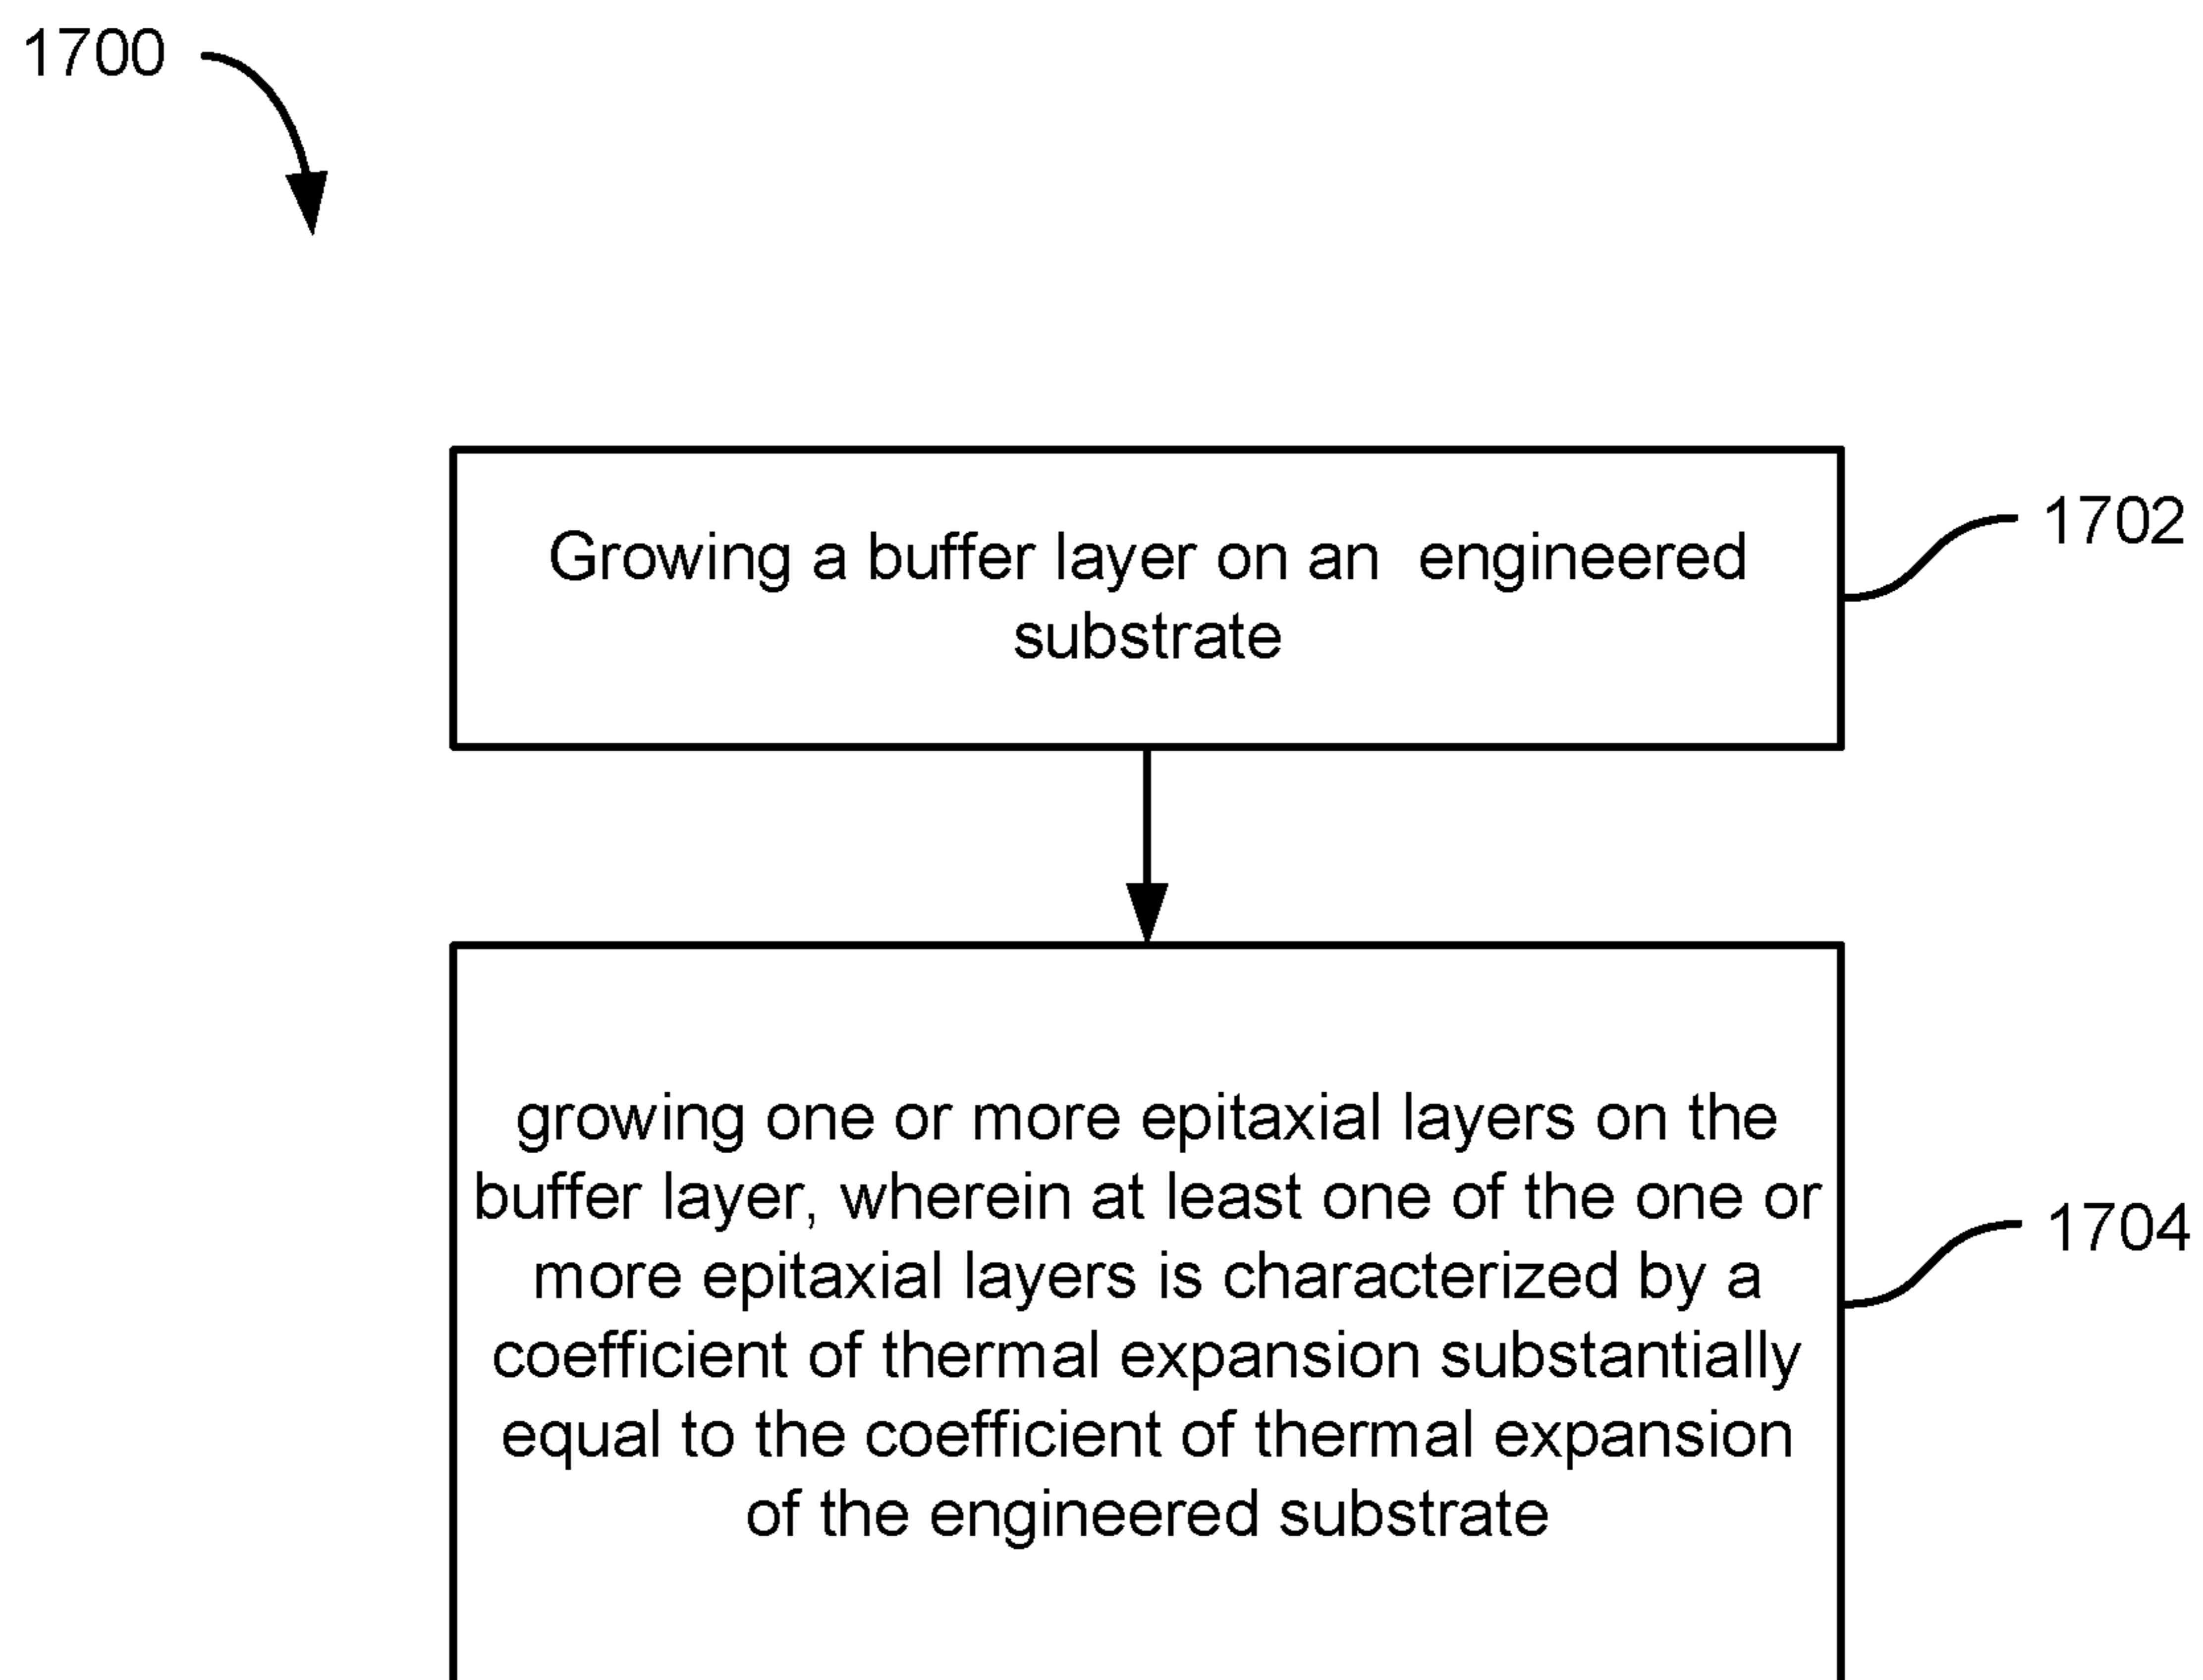 1700
Growing a buffer layer on an engineered
substrate
1702
growing one or more epitaxial layers on the
buffer layer, wherein at least one of the one or
more epitaxial layers is characterized by a
coefficient of thermal expansion substantially
equal to the coefficient of thermal expansion
of the engineered substrate
1704